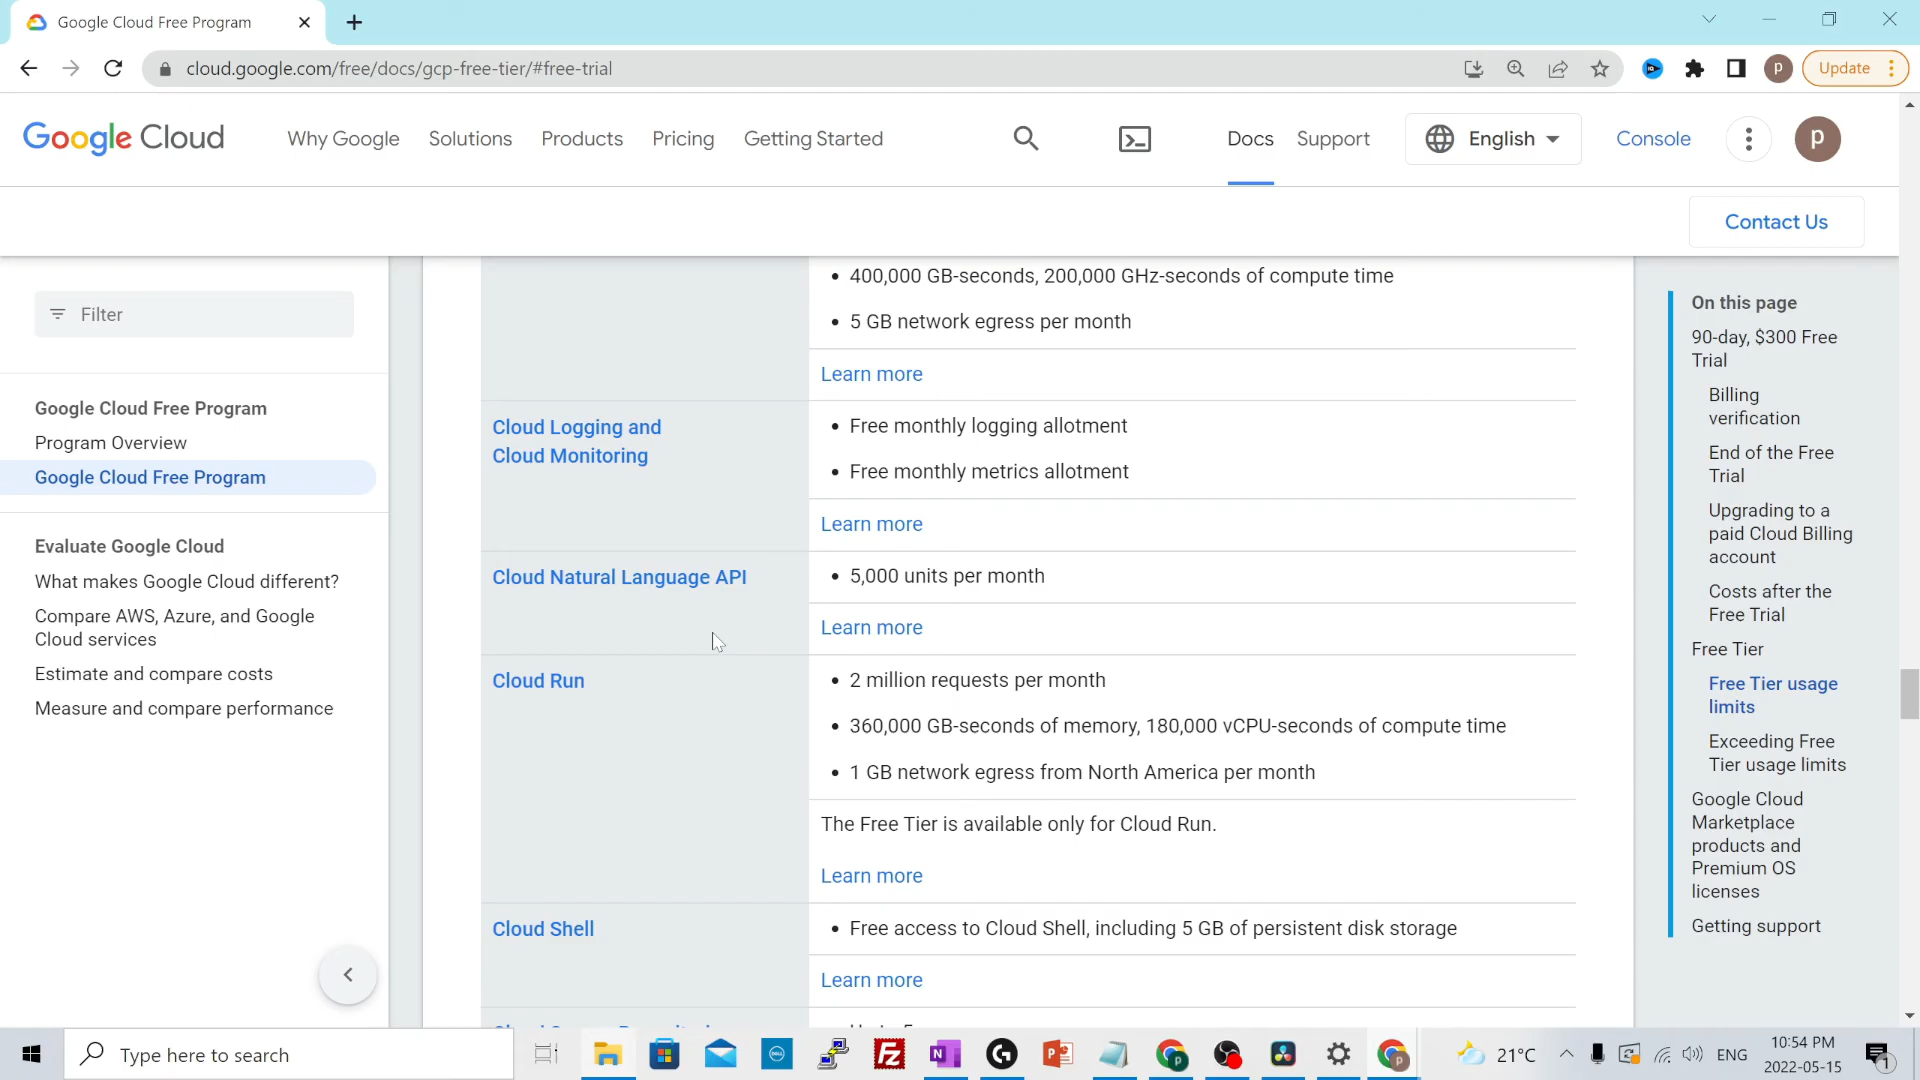 Google Cloud Free Program
cloud.google.com/free/docs/gcp-free-tier/#free-trial
p
Update
Google Cloud
Why Google
Solutions
Products
Pricing
Getting Started
Docs
Support
English
Console
p
Contact Us
Filter
Google Cloud Free Program
Program Overview
Google Cloud Free Program
Evaluate Google Cloud
What makes Google Cloud different?
Compare AWS, Azure, and Google
Cloud services
Estimate and compare costs
Measure and compare performance
• 400,000 GB-seconds, 200,000 GHz-seconds of compute time
• 5 GB network egress per month
Learn more
Cloud Logging and
Cloud Monitoring
• Free monthly logging allotment
• Free monthly metrics allotment
Learn more
Cloud Natural Language API
• 5,000 units per month
Learn more
Cloud Run
• 2 million requests per month
• 360,000 GB-seconds of memory, 180,000 vCPU-seconds of compute time
• 1 GB network egress from North America per month
The Free Tier is available only for Cloud Run.
Learn more
Cloud Shell
• Free access to Cloud Shell, including 5 GB of persistent disk storage
Learn more
On this page
90-day, $300 Free
Trial
Billing
verification
End of the Free
Trial
Upgrading to a
paid Cloud Billing
account
Costs after the
Free Trial
Free Tier
Free Tier usage
limits
Exceeding Free
Tier usage limits
Google Cloud
Marketplace
products and
Premium OS
licenses
Getting support
Type here to search
21°C
ENG
10:54 PM
2022-05-15
1